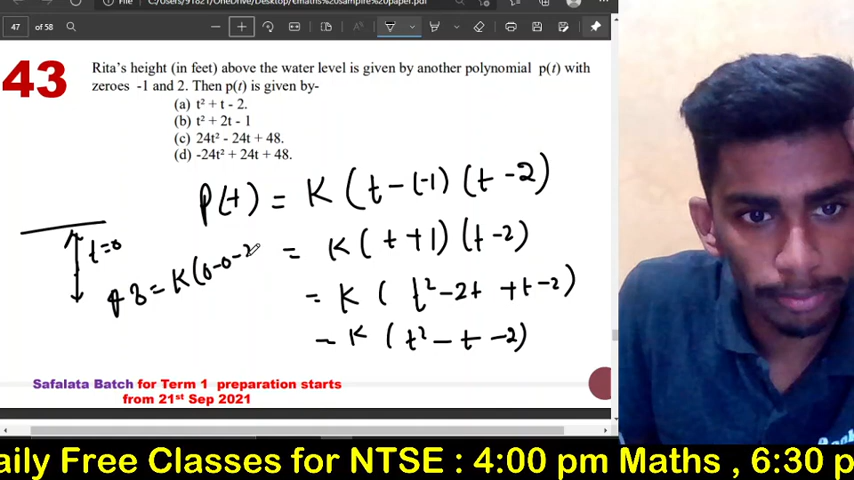 47 of 58
43
Rita's height (in feet) above the water level is given by another polynomial p(t) with
zeroes -1 and 2. Then p(t) is given by-
(a) t² + t - 2.
(b) t² + 2t - 1
(c) 24t² - 24t + 48.
(d) -24t² + 24t + 48.
P(t) = K (t - (-1) (t - 2)
= K (t + 1) (t - 2)
= K ( t² - 2t + t - 2)
- K ( t² - t - 2)
t=0
48 = K(0-0-2
Safalata Batch for Term 1 preparation starts
from 21st Sep 2021
aily Free Classes for NTSE : 4:00 pm Maths , 6:30 p